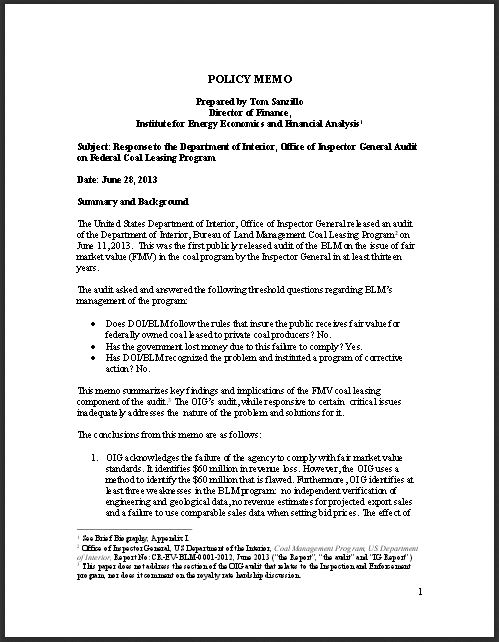 POLICY MEMO
Prepared by Tom Sanzillo
Director of Finance,
Institute for Energy Economics and Financial Analysis¹
Subject: Response to the Department of Interior, Office of Inspector General Audit
on Federal Coal Leasing Program
Date: June 28, 2013
Summary and Background
The United States Department of Interior, Office of Inspector General released an audit
of the Department of Interior, Bureau of Land Management Coal Leasing Program² on
June 11, 2013. This was the first publicly released audit of the BLM on the issue of fair
market value (FMV) in the coal program by the Inspector General in at least thirteen
years.
The audit asked and answered the following threshold questions regarding BLM's
management of the program:
• Does DOI/BLM follow the rules that insure the public receives fair value for
federally owned coal leased to private coal producers? No.
• Has the government lost money due to this failure to comply? Yes.
• Has DOI/BLM recognized the problem and instituted a program of corrective
action? No.
This memo summarizes key findings and implications of the FMV coal leasing
component of the audit.³ The OIG's audit, while responsive to certain critical issues
inadequately addresses the nature of the problem and solutions for it.
The conclusions from this memo are as follows:
1. OIG acknowledges the failure of the agency to comply with fair market value
standards. It identifies $60 million in revenue loss. However, the OIG uses a
method to identify the $60 million that is flawed. Furthermore, OIG identifies at
least three weaknesses in the BLM program: no independent verification of
engineering and geological data, no revenue estimates for projected export sales
and a failure to use comparable sales data when setting bid prices. The effect of
¹ See Brief Biography, Appendix I.
² Office of Inspector General, US Department of the Interior, Coal Management Program, US Department
of Interior, Report No: CR-EV-BLM-0001-2012, June 2013 ("the Report", "the audit" and "IG Report")
³ This paper does not address the section of the OIG audit that relates to the Inspection and Enforcement
program, nor does it comment on the royalty rate hardship discussion.
1